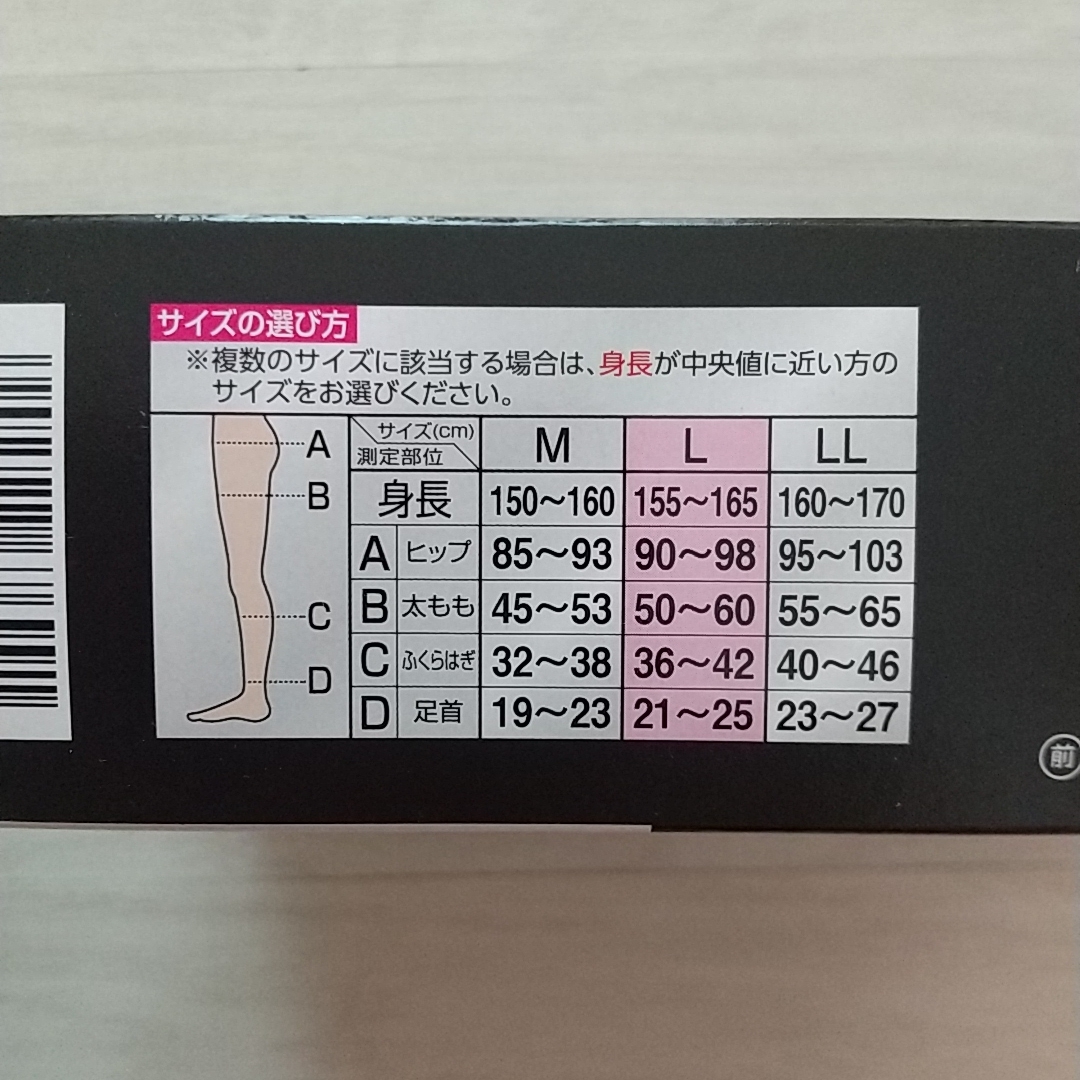 サイズの選び方
※複数のサイズに該当する場合は、身長が中央値に近い方の
サイズをお選びください。
A
B
C
D
サイズ(cm)
測定部位
M
L
LL
身長 150～160 155～165 160～170
A ヒップ 85～93 90～98 95～103
B 太もも 45～53 50～60 55～65
C ふくらはぎ 32～38 36～42 40～46
D 足首 19～23 21～25 23～27
前